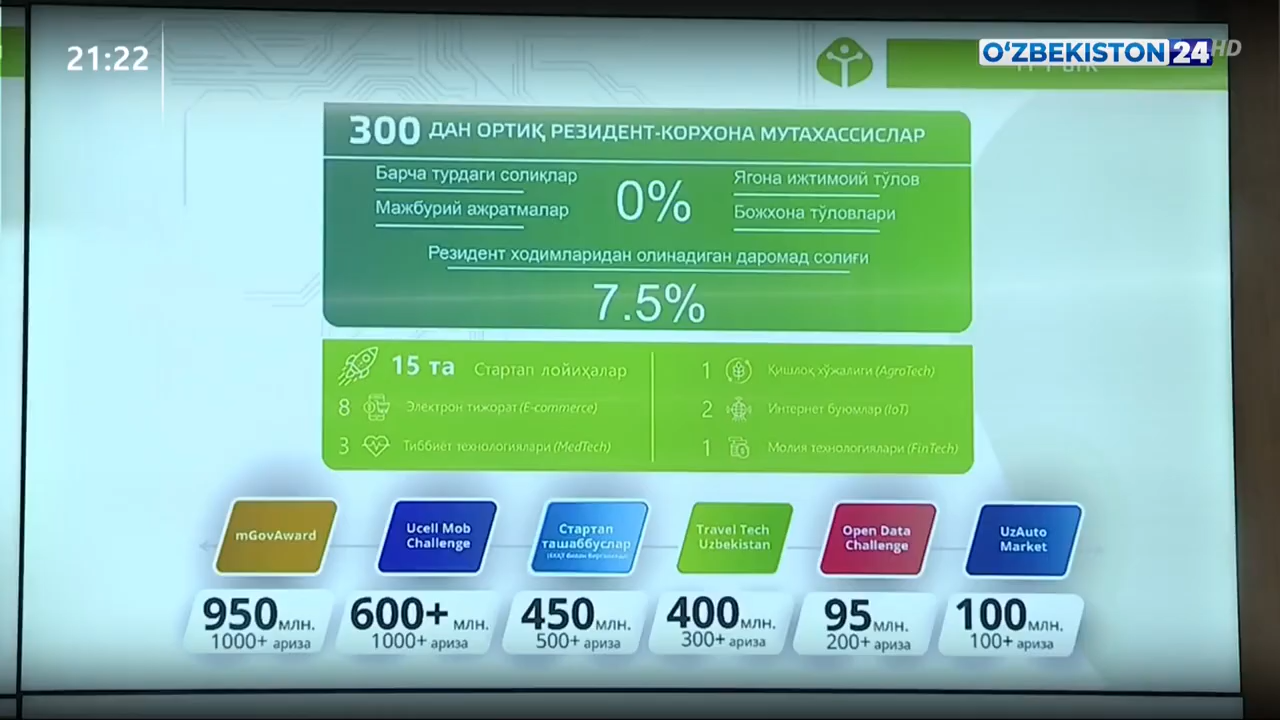 21:22
O'ZBEKISTON 24 HD
300 ДАН ОРТИҚ РЕЗИДЕНТ-КОРХОНА МУТАХАССИСЛАР
Барча турдаги солиқлар
Мажбурий ажратмалар
0%
Ягона ижтимоий тўлов
Божхона тўловлари
Резидент ходимларидан олинадиган даромад солиғи
7.5%
15 та Стартап лойиҳалар
8 Электрон тижорат (E-commerce)
3 Тиббиёт технологиялари (MedTech)
1 Қишлоқ хўжалиги (AgroTech)
2 Интернет буюмлар (IoT)
1 Молия технологиялари (FinTech)
mGovAward
950 млн.
1000+ ариза
Ucell Mob
Challenge
600+ млн.
1000+ ариза
Стартап
ташаббуслар
450 млн.
500+ ариза
Travel Tech
Uzbekistan
400 млн.
300+ ариза
Open Data
Challenge
95 млн.
200+ ариза
UzAuto
Market
100 млн.
100+ ариза